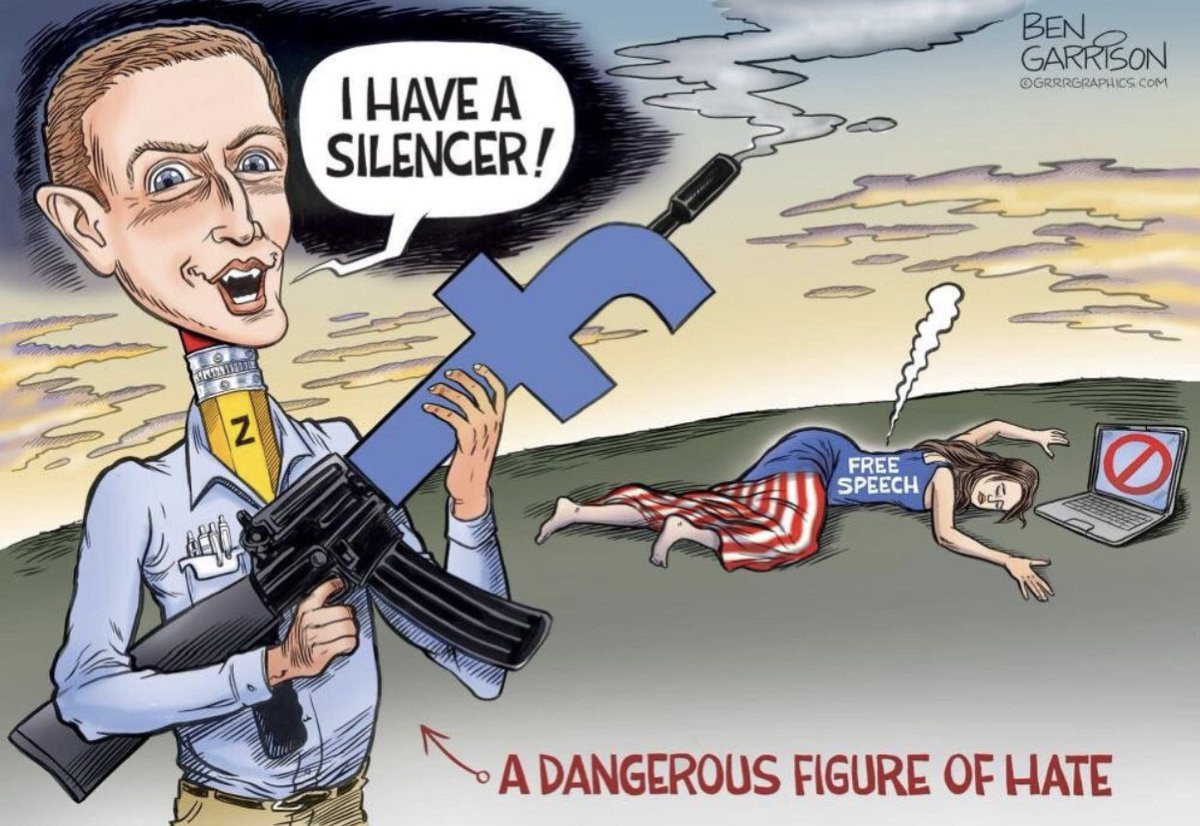 BEN
GARRISON
©GRRRGRAPHICS.COM
I HAVE A
SILENCER!
f
Z
FREE
SPEECH
A DANGEROUS FIGURE OF HATE